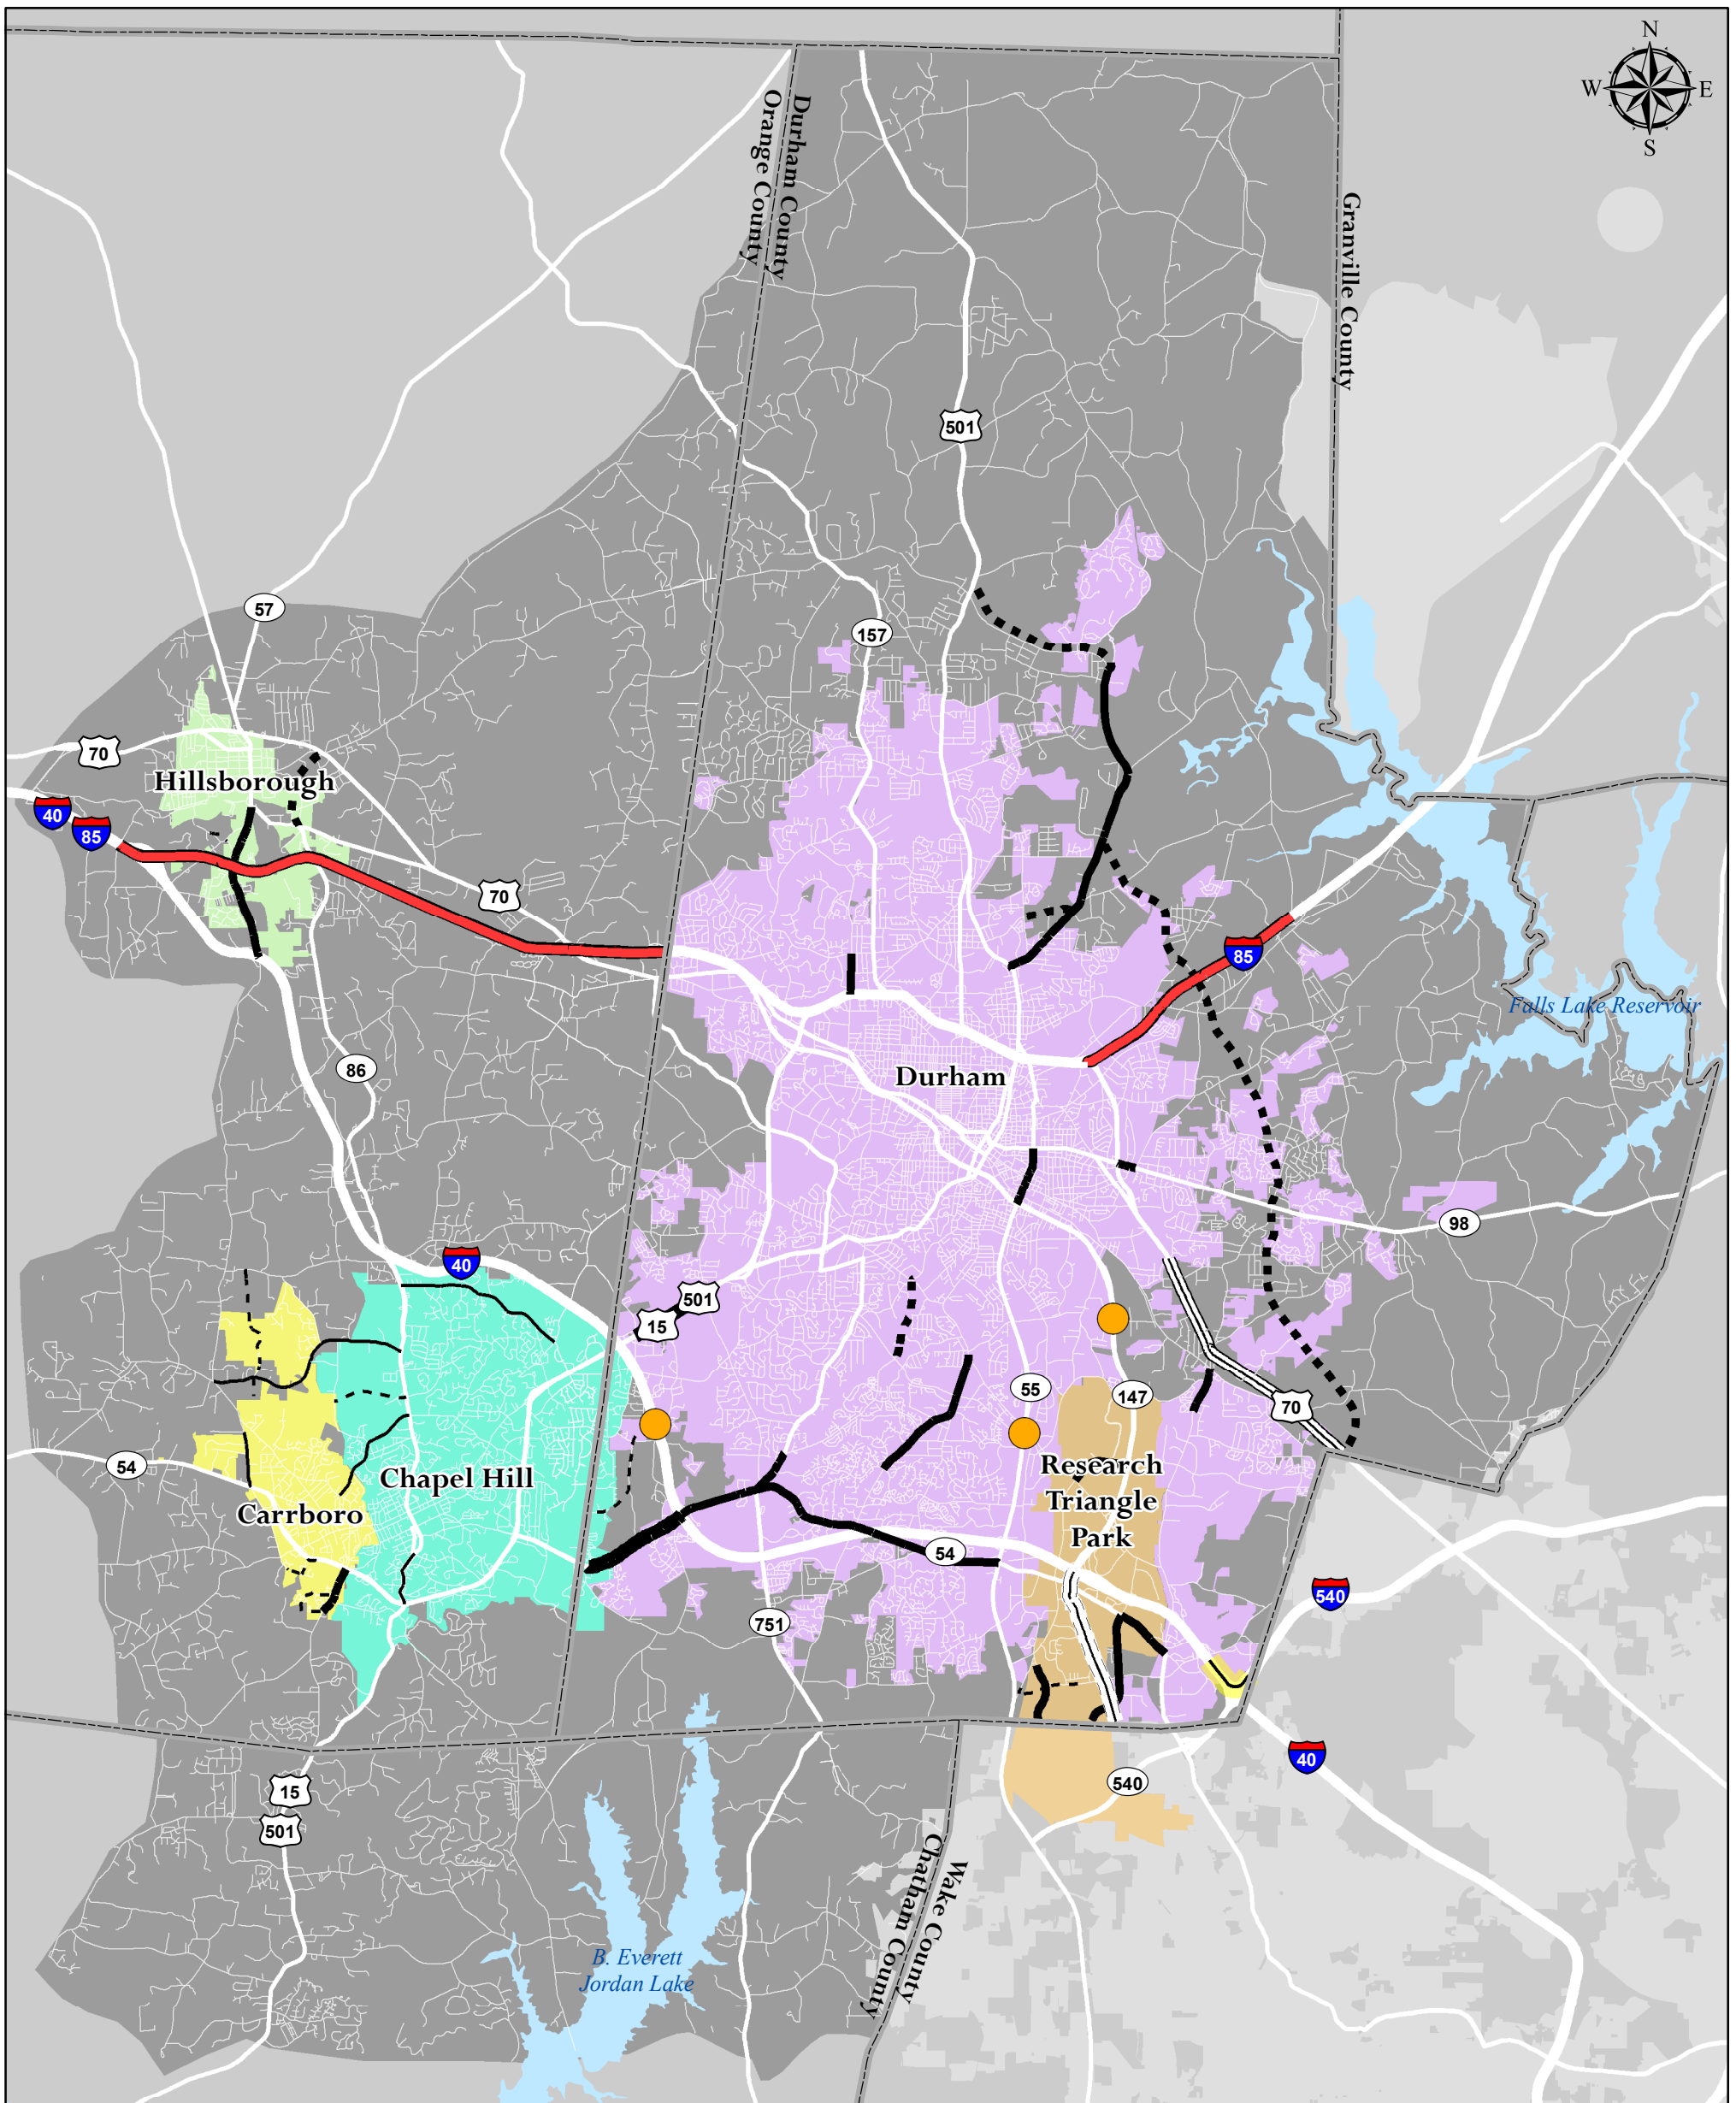 N
W E
S
Durham County
Orange County
Granville County
501
57
157
70
Hillsborough
40
85
70
85
Falls Lake Reservoir
86
Durham
98
40
501
15
55
147
70
54
Research
Triangle
Park
Chapel Hill
Carrboro
54
540
751
40
15
540
501
Wake County
Chatham County
B. Everett
Jordan Lake